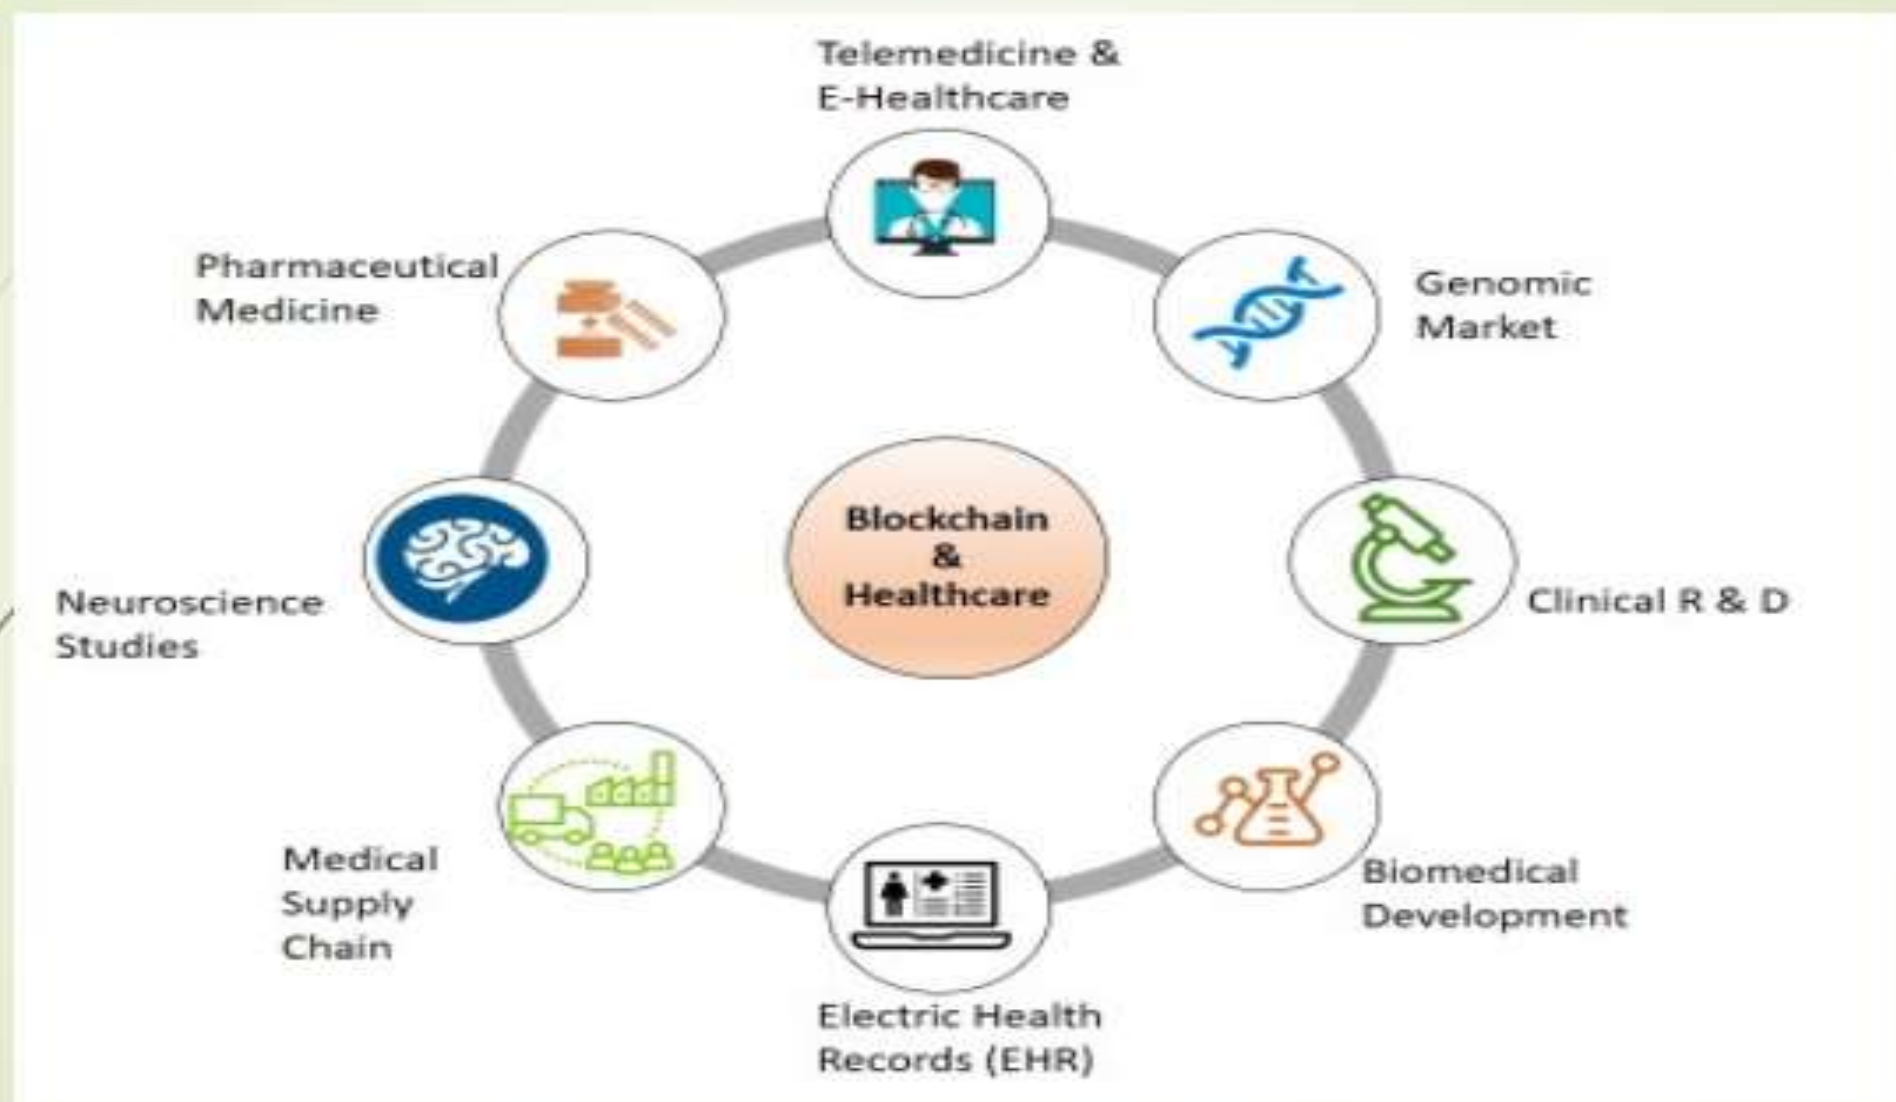 Telemedicine &
E-Healthcare
Pharmaceutical
Medicine
Genomic
Market
Blockchain
&
Healthcare
Neuroscience
Studies
Clinical R & D
Medical
Supply
Chain
Biomedical
Development
Electric Health
Records (EHR)